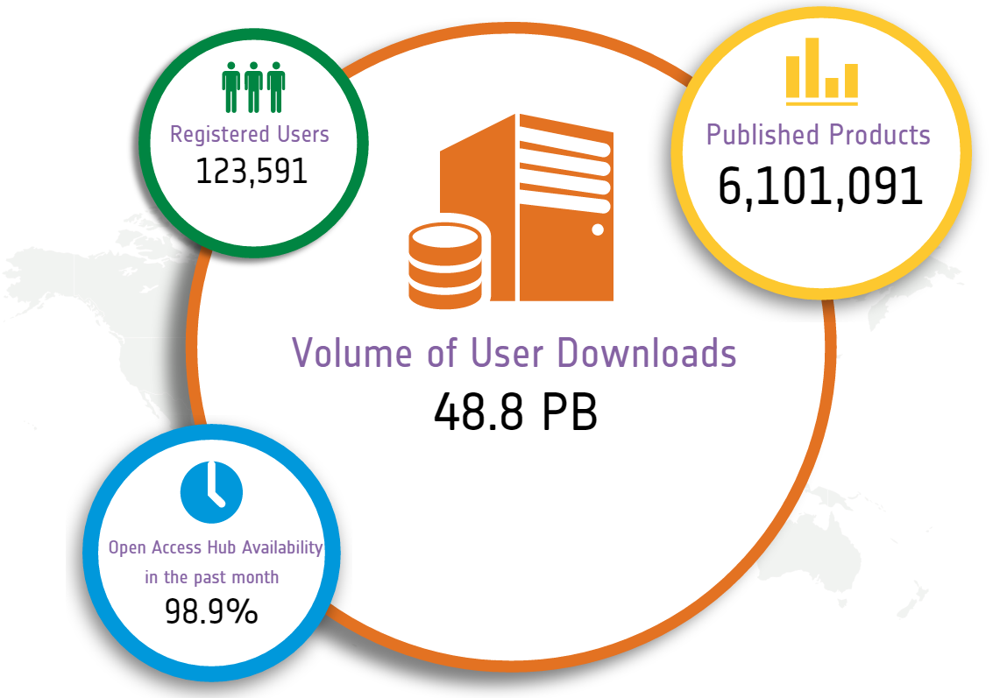 Registered Users
123,591
Published Products
6,101,091
Volume of User Downloads
48.8 PB
Open Access Hub Availability
in the past month
98.9%